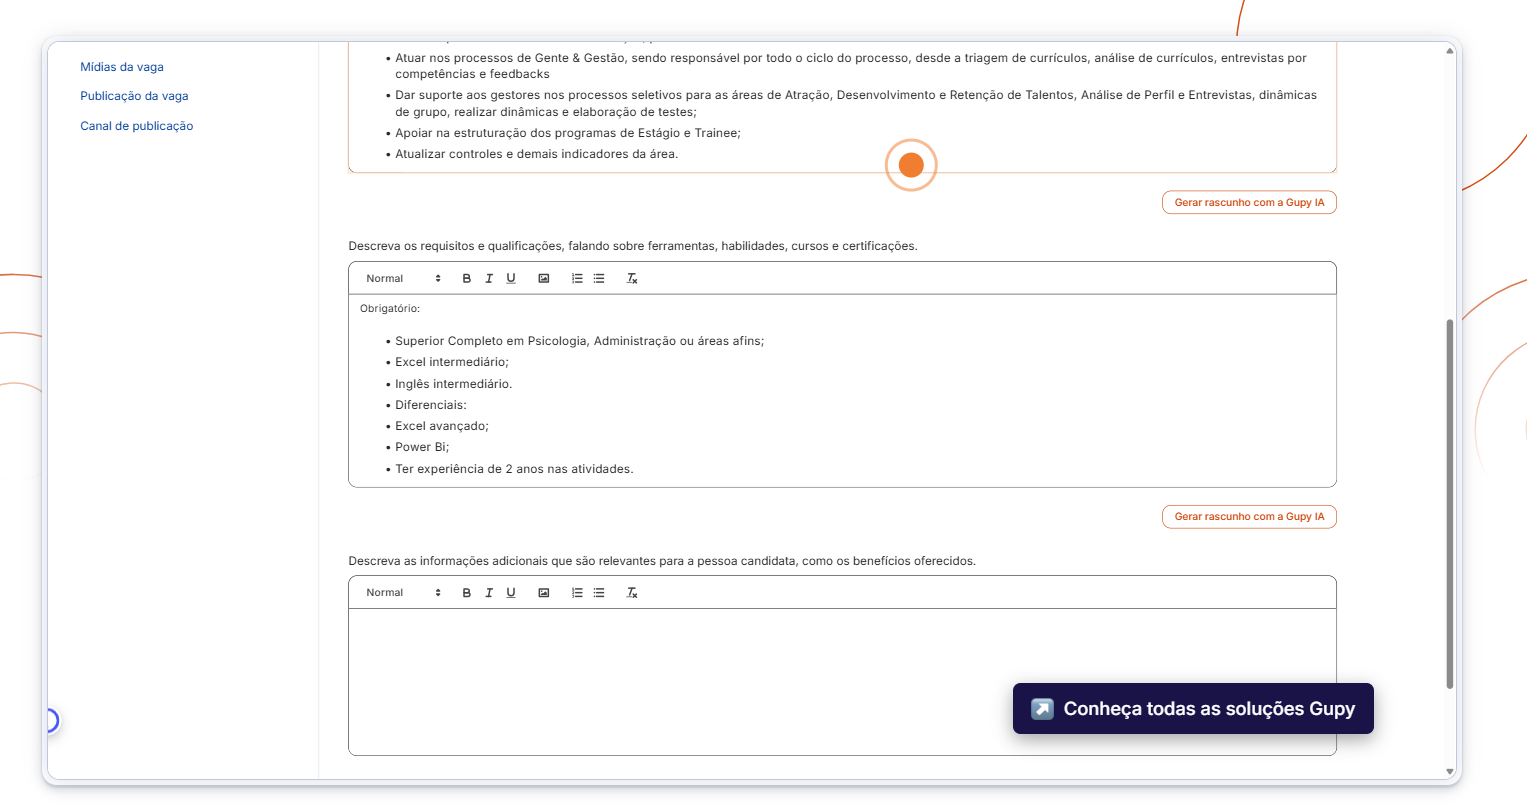 Mídias da vaga
Publicação da vaga
Canal de publicação
• Atuar nos processos de Gente & Gestão, sendo responsável por todo o ciclo do processo, desde a triagem de currículos, análise de currículos, entrevistas por
competências e feedbacks
• Dar suporte aos gestores nos processos seletivos para as áreas de Atração, Desenvolvimento e Retenção de Talentos, Análise de Perfil e Entrevistas, dinâmicas
de grupo, realizar dinâmicas e elaboração de testes;
• Apoiar na estruturação dos programas de Estágio e Trainee;
• Atualizar controles e demais indicadores da área.
Gerar rascunho com a Gupy IA
Descreva os requisitos e qualificações, falando sobre ferramentas, habilidades, cursos e certificações.
Normal
Obrigatório:
• Superior Completo em Psicologia, Administração ou áreas afins;
• Excel intermediário;
• Inglês intermediário.
• Diferenciais:
• Excel avançado;
• Power Bi;
• Ter experiência de 2 anos nas atividades.
Gerar rascunho com a Gupy IA
Descreva as informações adicionais que são relevantes para a pessoa candidata, como os benefícios oferecidos.
Normal
Conheça todas as soluções Gupy